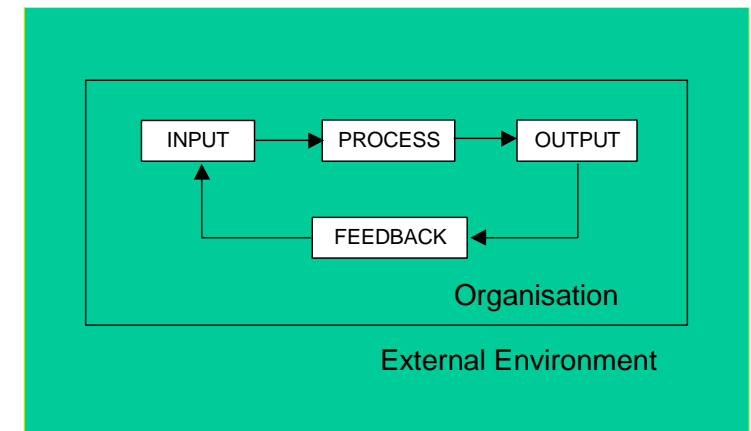 INPUT
PROCESS
OUTPUT
FEEDBACK
Organisation
External Environment